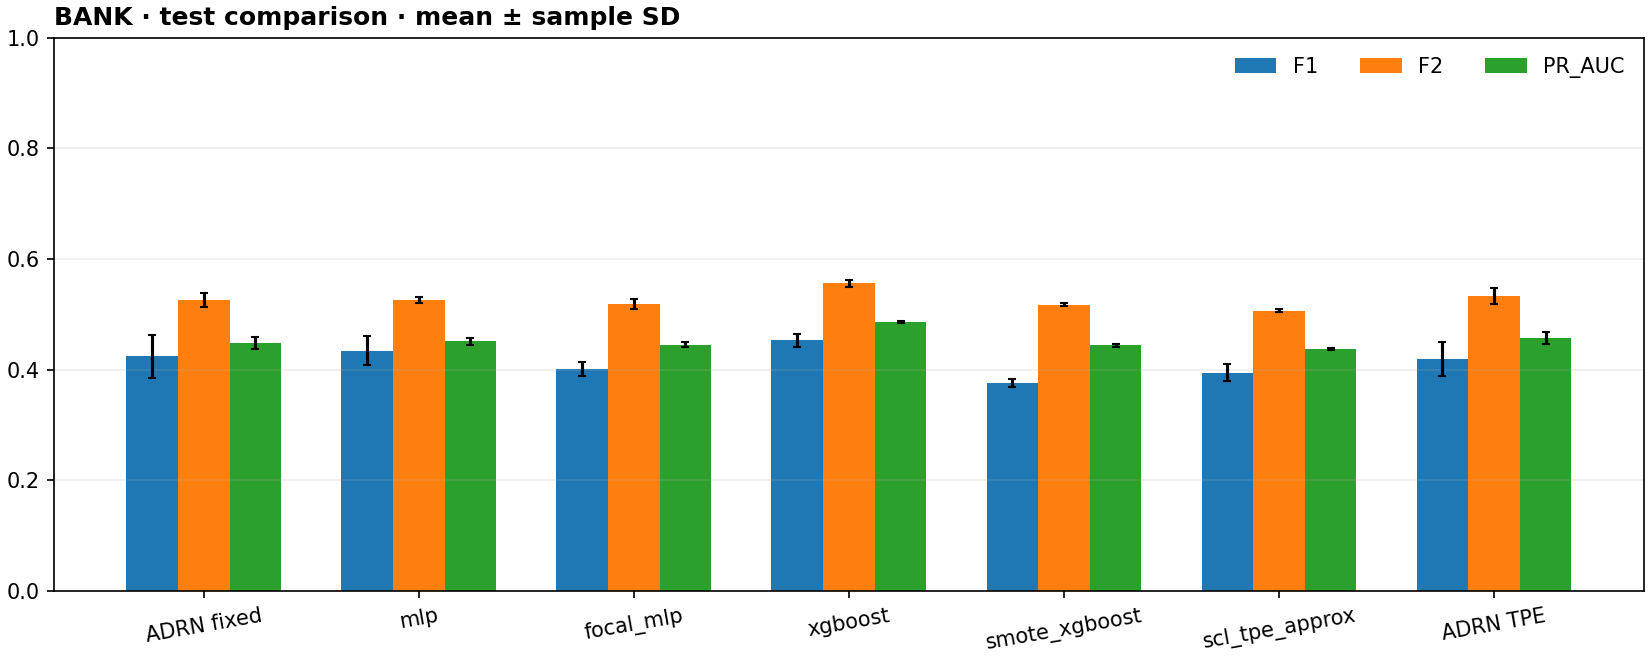 BANK · test comparison · mean ± sample SD
1.0
F1 F2 PR_AUC
0.8
0.6
0.4
0.2
0.0
ADRN fixed mlp focal_mlp xgboost smote_xgboost scl_tpe_approx ADRN TPE